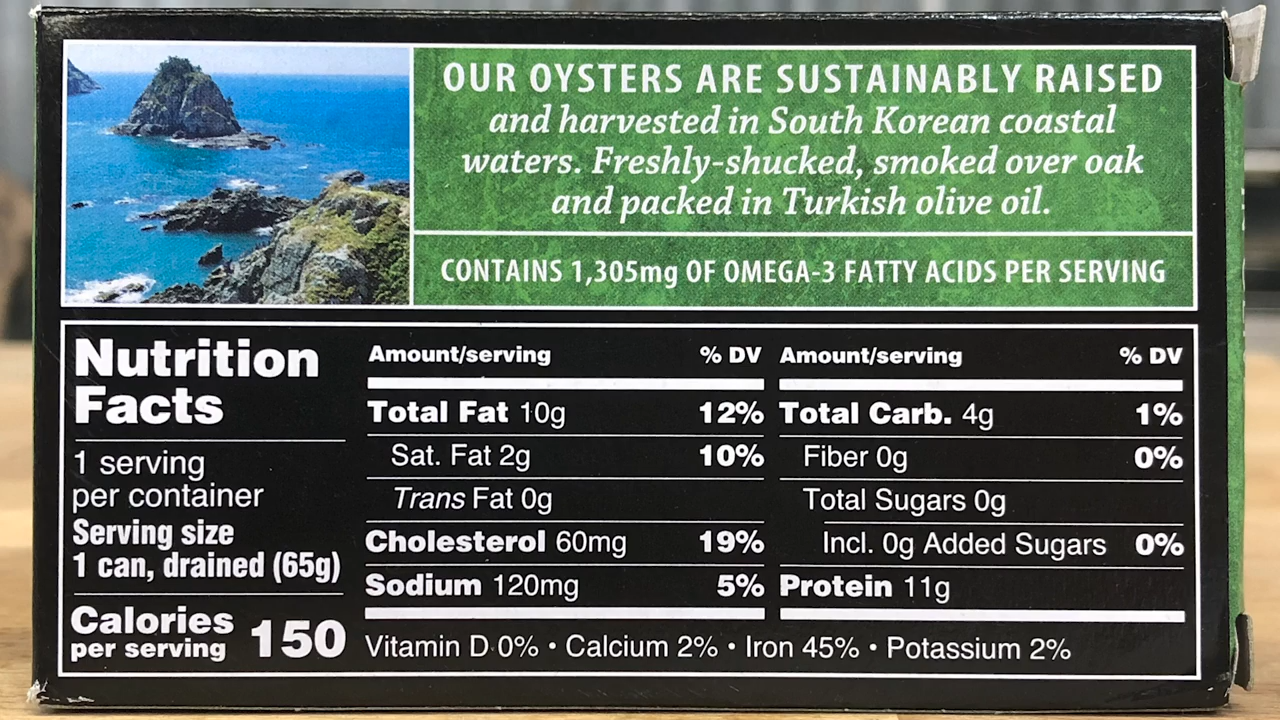 OUR OYSTERS ARE SUSTAINABLY RAISED
and harvested in South Korean coastal
waters. Freshly-shucked, smoked over oak
and packed in Turkish olive oil.
CONTAINS 1,305mg OF OMEGA-3 FATTY ACIDS PER SERVING
Nutrition
Facts
1 serving
per container
Serving size
1 can, drained (65g)
Calories
per serving 150
Amount/serving % DV
Total Fat 10g 12%
Sat. Fat 2g 10%
Trans Fat 0g
Cholesterol 60mg 19%
Sodium 120mg 5%
Amount/serving % DV
Total Carb. 4g 1%
Fiber 0g 0%
Total Sugars 0g
Incl. 0g Added Sugars 0%
Protein 11g
Vitamin D 0% • Calcium 2% • Iron 45% • Potassium 2%